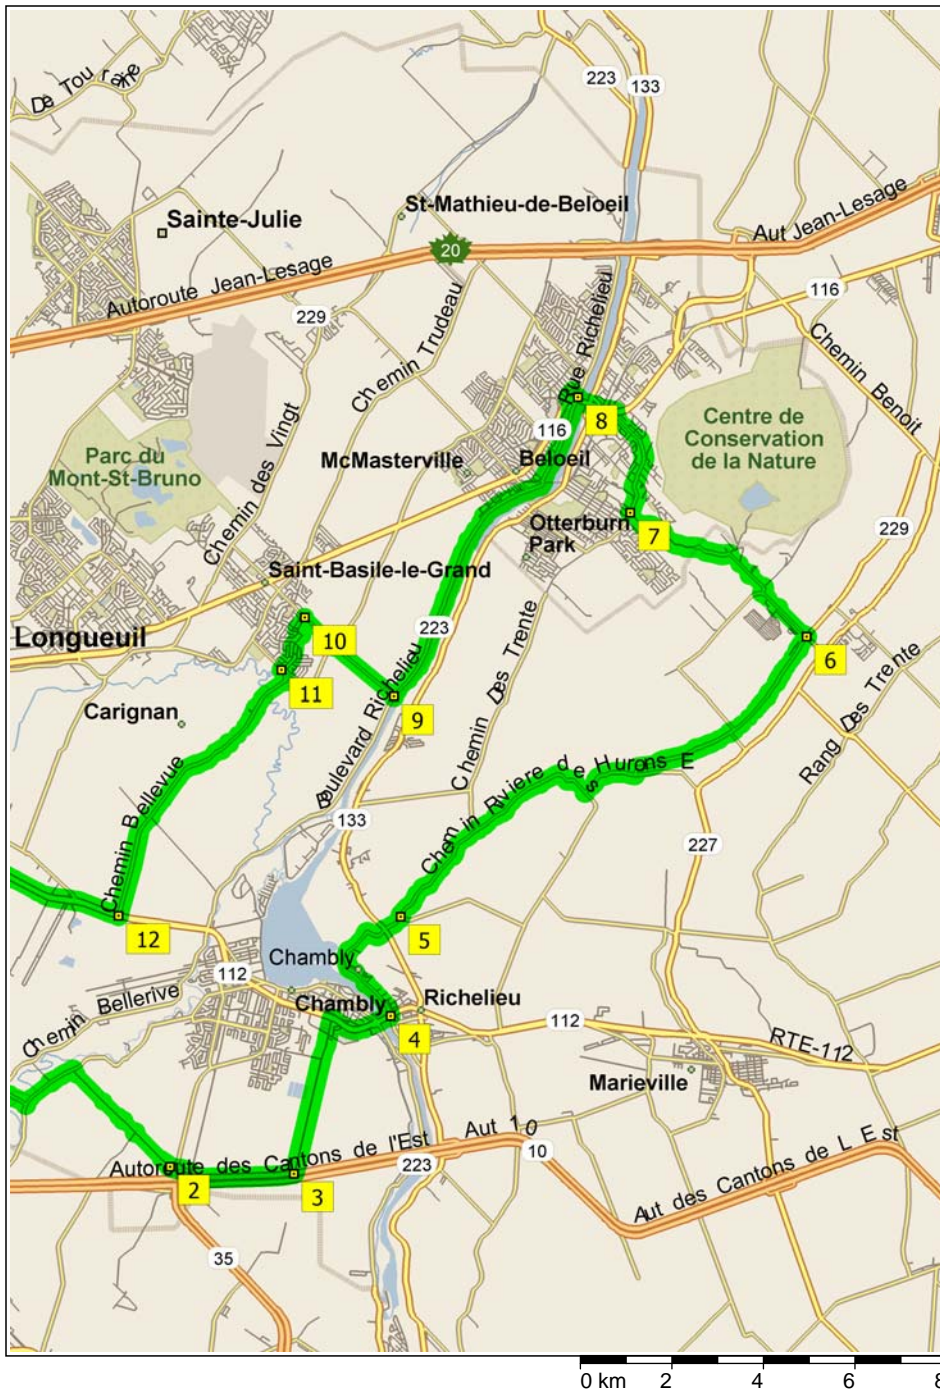 223
133
De Touraine
Sainte-Julie
St-Mathieu-de-Beloeil
Aut Jean-Lesage
20
Autoroute Jean-Lesage
229
116
Chemin Trudeau
Rue Richelieu
Chemin Benoit
Chemin des Vingt
Parc du
Mont-St-Bruno
McMasterville
116
8
Beloeil
Centre de
Conservation
de la Nature
Otterburn
Park
7
229
Saint-Basile-le-Grand
Longueuil
10
223
Chemin Des Trente
6
11
Carignan
9
Boulevard Richelieu
Rang Des Trente
Chemin Bellevue
Chemin Riviere des Hurons E
133
227
12
5
Chambly
112
Chemin Bellerive
Chambly
Richelieu
4
112
RTE-112
Marieville
Autoroute des Cantons de l'Est
Aut 10
10
223
2
3
Aut des Cantons de L Est
35
0 km 2 4 6 8